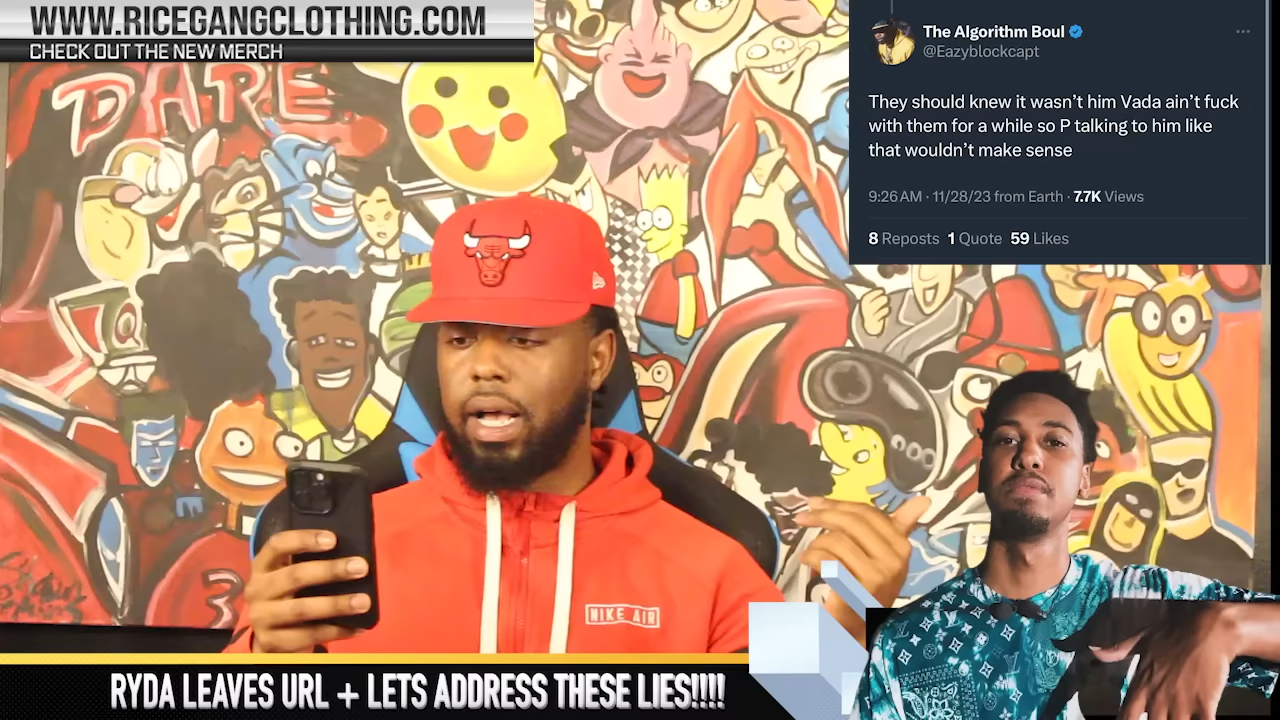 WWW.RICEGANGCLOTHING.COM
CHECK OUT THE NEW MERCH
The Algorithm Boul
@Eazyblockcapt
They should knew it wasn’t him Vada ain’t fuck
with them for a while so P talking to him like
that wouldn’t make sense
9:26 AM · 11/28/23 from Earth · 7.7K Views
8 Reposts 1 Quote 59 Likes
DARE
3
NIKE AIR
RYDA LEAVES URL + LETS ADDRESS THESE LIES!!!!